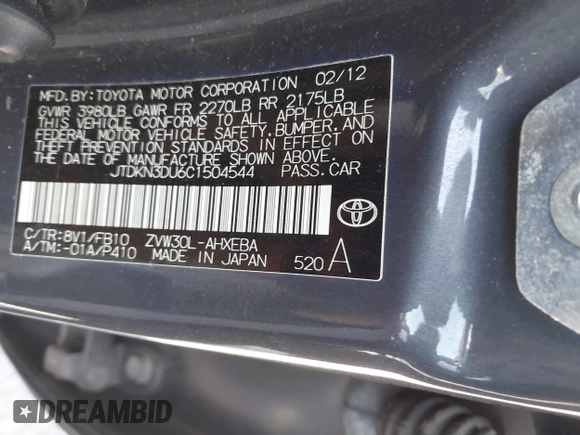 MFD. BY: TOYOTA MOTOR CORPORATION 02/12
GVWR 3980LB GAWR FR 2270LB RR 2175LB
THIS VEHICLE CONFORMS TO ALL APPLICABLE
FEDERAL MOTOR VEHICLE SAFETY, BUMPER, AND
THEFT PREVENTION STANDARDS IN EFFECT ON
THE DATE OF MANUFACTURE SHOWN ABOVE.
JTDKN3DU6C1504544 PASS. CAR
TOYOTA
C/TR: 8V1/FB10 ZVW30L-AHXEBA
A/TM: -01A/P410 MADE IN JAPAN 520 A
DREAMBID